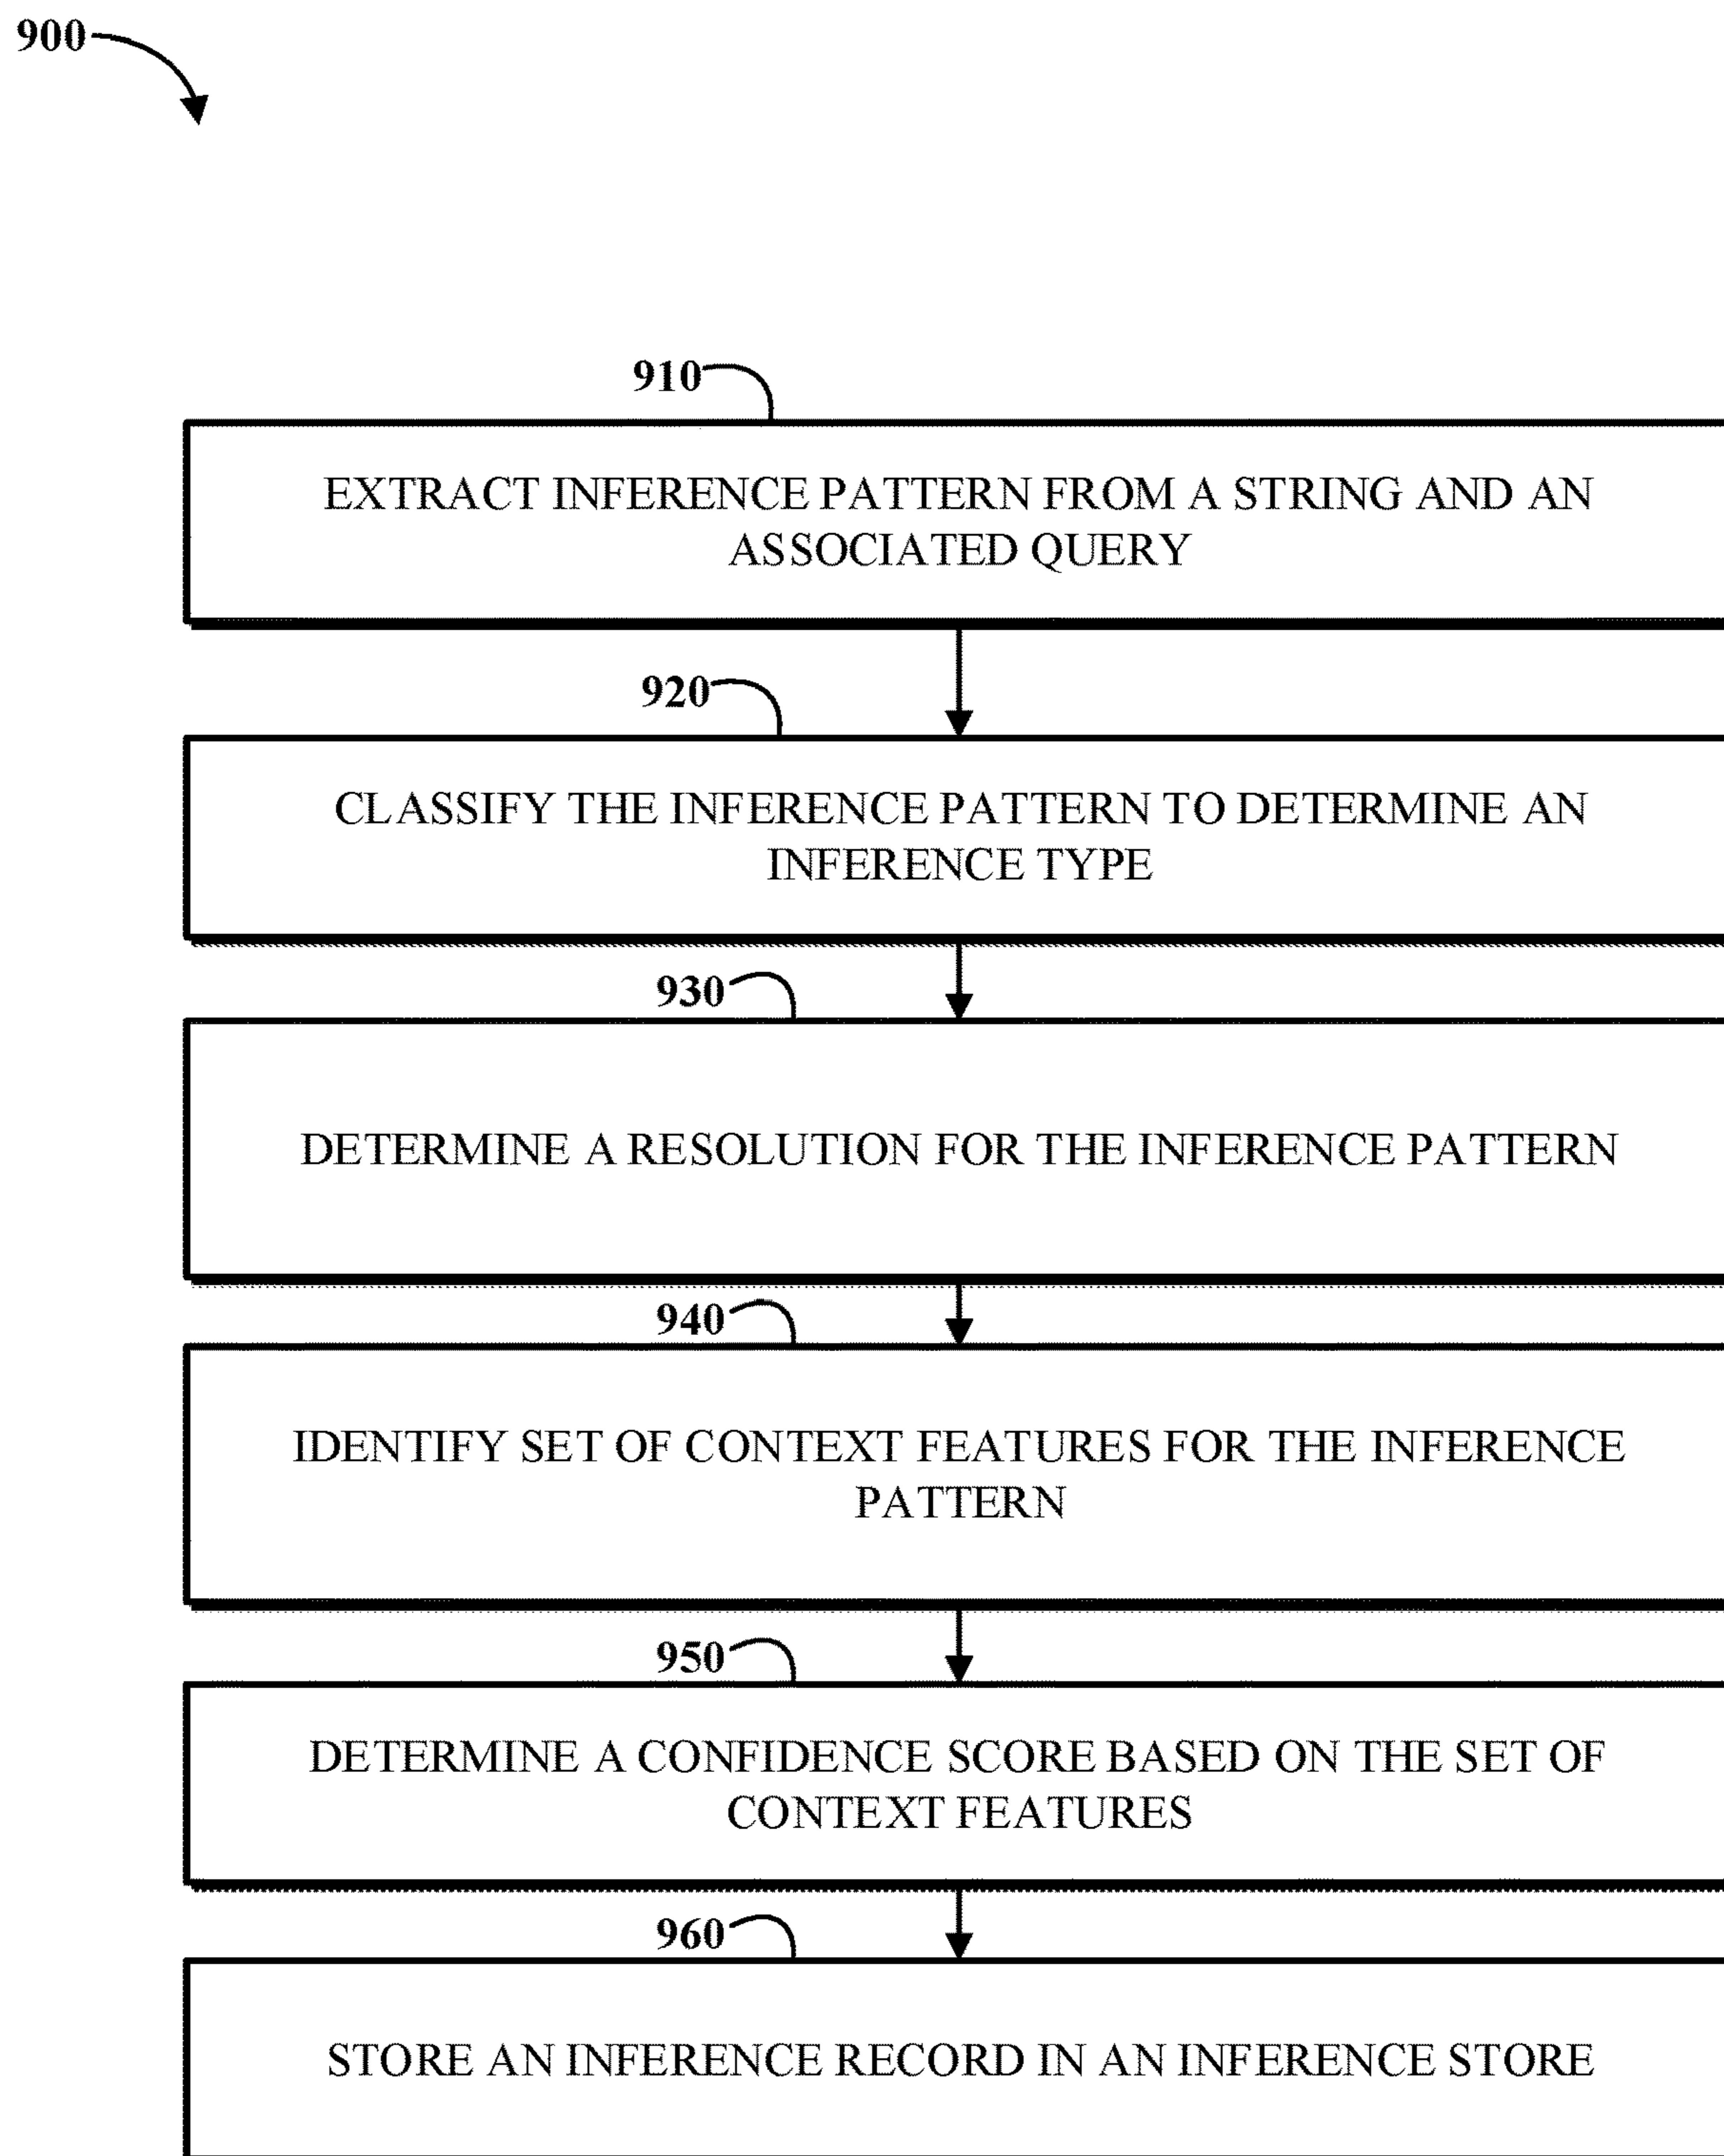 900
910
EXTRACT INFERENCE PATTERN FROM A STRING AND AN
ASSOCIATED QUERY
920
CLASSIFY THE INFERENCE PATTERN TO DETERMINE AN
INFERENCE TYPE
930
DETERMINE A RESOLUTION FOR THE INFERENCE PATTERN
940
IDENTIFY SET OF CONTEXT FEATURES FOR THE INFERENCE
PATTERN
950
DETERMINE A CONFIDENCE SCORE BASED ON THE SET OF
CONTEXT FEATURES
960
STORE AN INFERENCE RECORD IN AN INFERENCE STORE